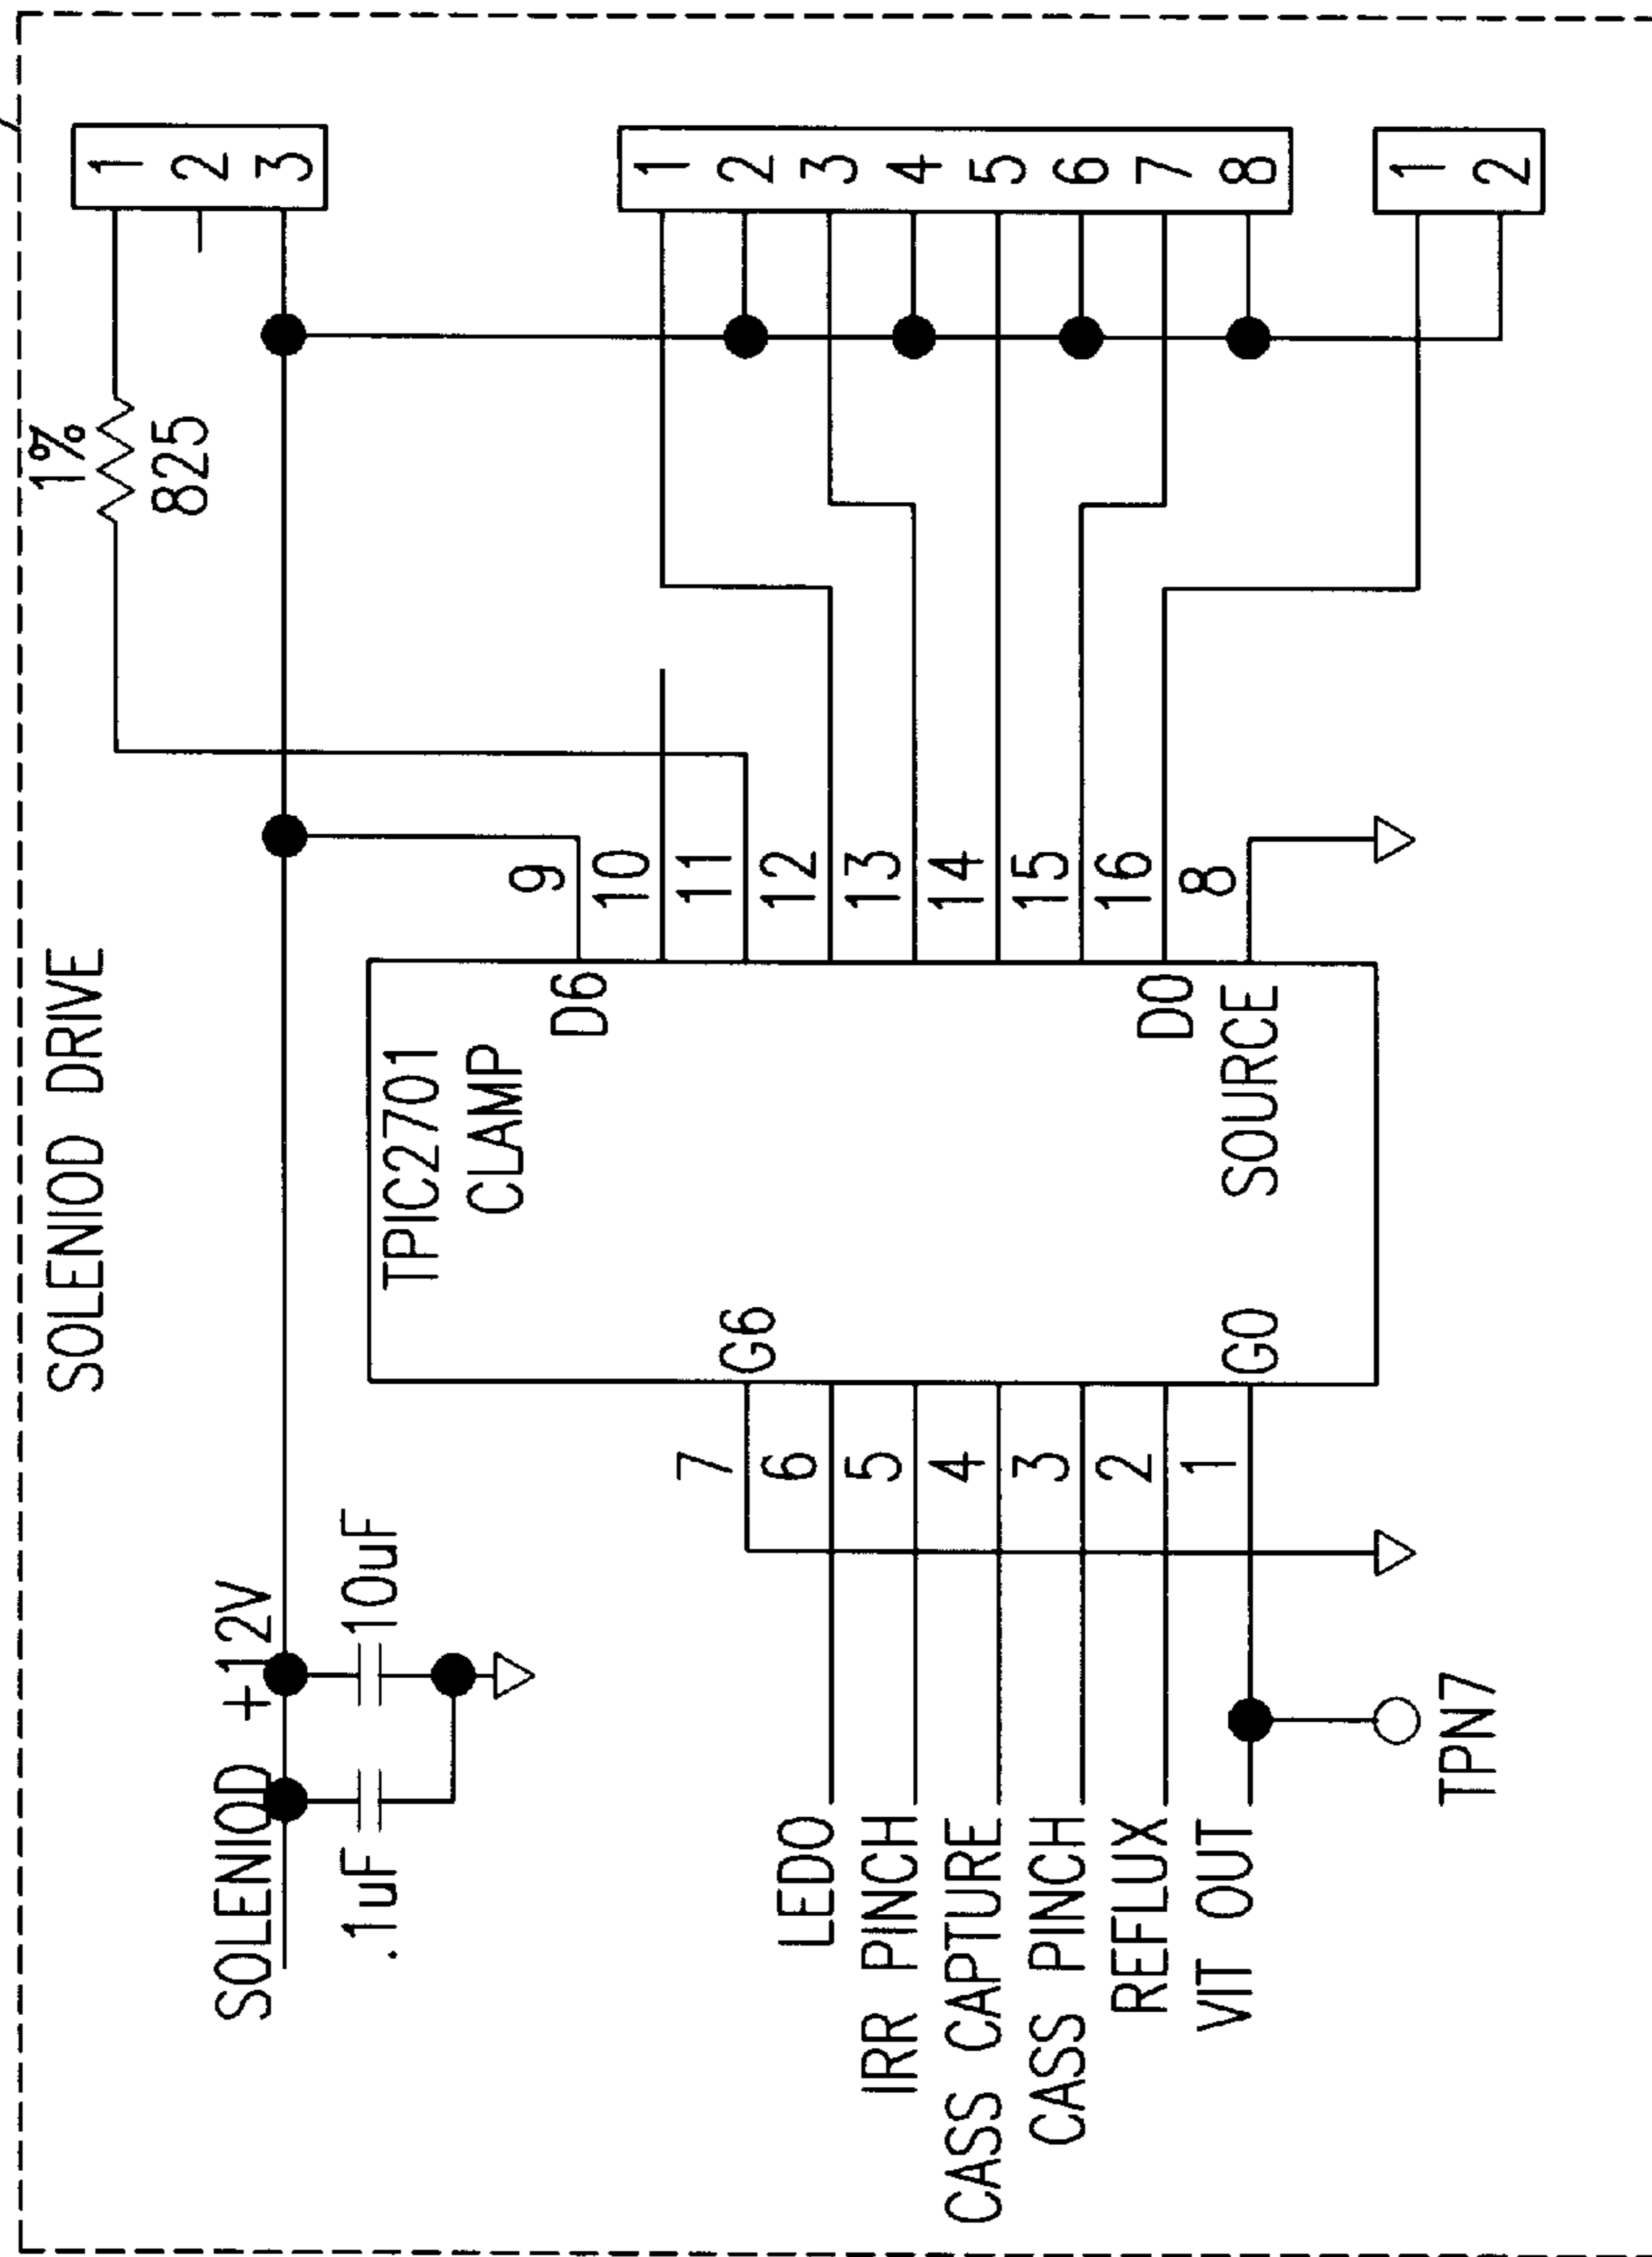 SOLENIOD DRIVE
1%
825
1
2
3
SOLENIOD +12V
.1uF
10uF
TPIC2701
CLAMP
G6
G0
D6
D0
SOURCE
7
6
5
4
3
2
1
LED0
IRR PINCH
CASS CAPTURE
CASS PINCH
REFLUX
VIT OUT
TPN7
9
10
11
12
13
14
15
16
8
1
2
3
4
5
6
7
8
1
2